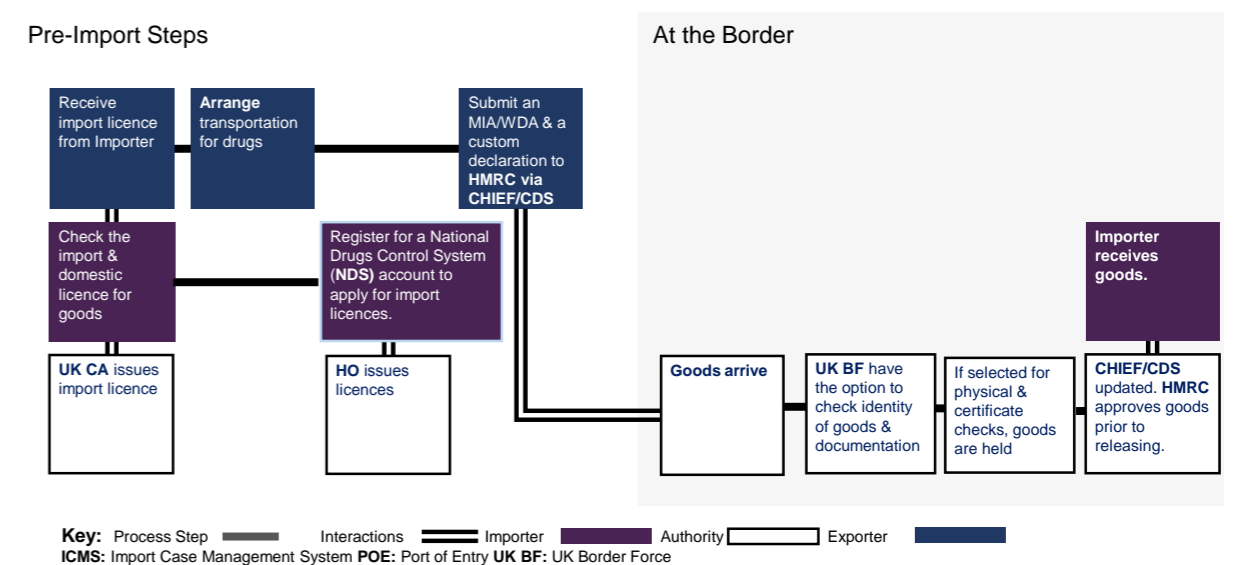 Pre-Import Steps
At the Border
Receive
import licence
from Importer
Arrange
transportation
for drugs
Submit an
MIA/WDA & a
custom
declaration to
HMRC via
CHIEF/CDS
Check the
import &
domestic
licence for
goods
Register for a National
Drugs Control System
(NDS) account to
apply for import
licences.
Importer
receives
goods.
UK CA issues
import licence
HO issues
licences
Goods arrive
UK BF have
the option to
check identity
of goods &
documentation
If selected for
physical &
certificate
checks, goods
are held
CHIEF/CDS
updated. HMRC
approves goods
prior to
releasing.
Key: Process Step Interactions Importer Authority Exporter
ICMS: Import Case Management System POE: Port of Entry UK BF: UK Border Force